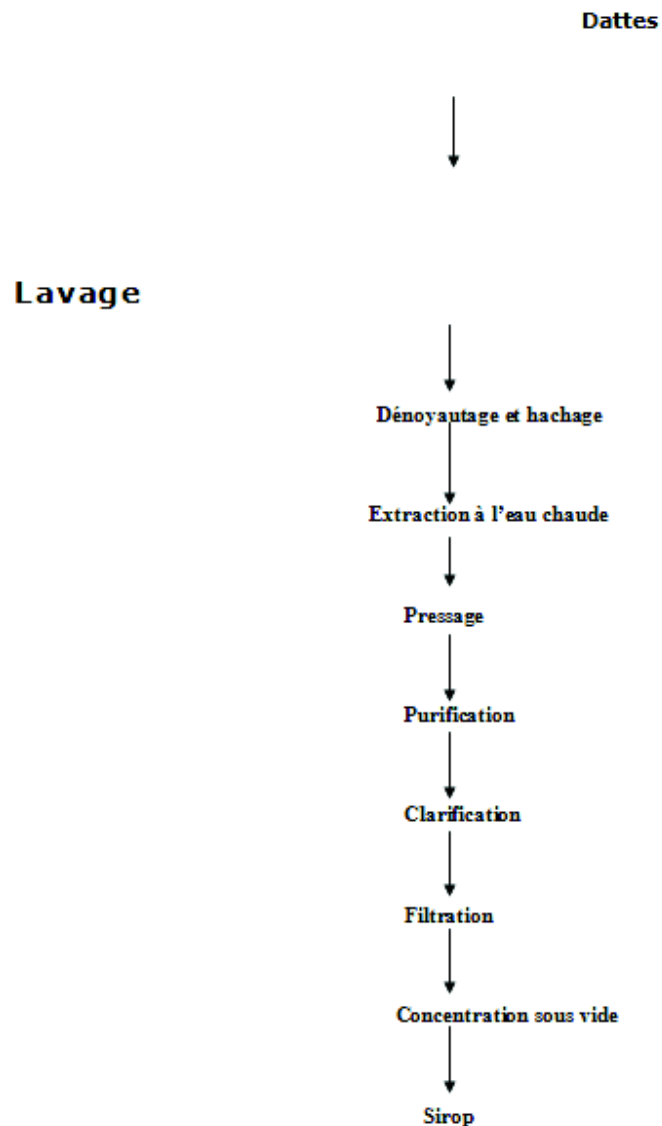 Dattes
Lavage
Dénoyautage et hachage
Extraction à l'eau chaude
Pressage
Purification
Clarification
Filtration
Concentration sous vide
Sirop